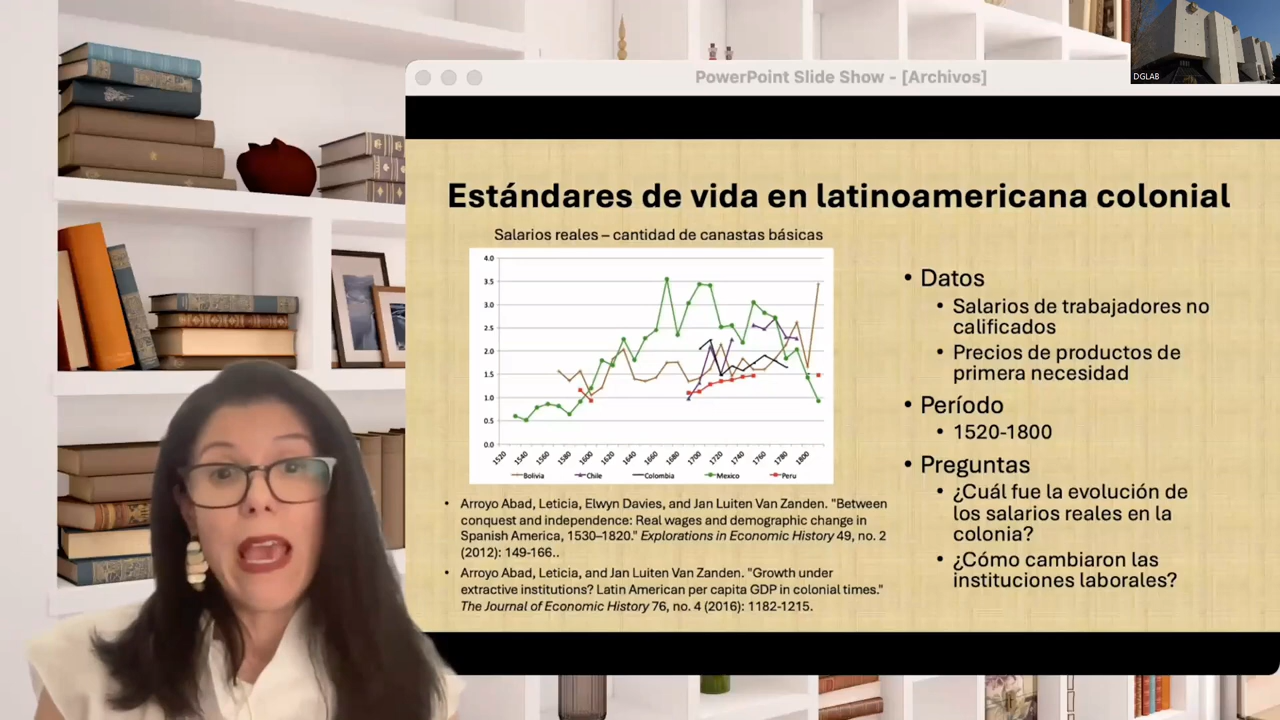 PowerPoint Slide Show - [Archivos]
DGLAB
Estándares de vida en latinoamericana colonial
Salarios reales – cantidad de canastas básicas
4.0
3.5
3.0
2.5
2.0
1.5
1.0
0.5
0.0
1520
1540
1560
1580
1600
1620
1640
1660
1680
1700
1720
1740
1760
1780
1800
Bolivia
Chile
Colombia
Mexico
Peru
• Arroyo Abad, Leticia, Elwyn Davies, and Jan Luiten Van Zanden. "Between
conquest and independence: Real wages and demographic change in
Spanish America, 1530–1820." Explorations in Economic History 49, no. 2
(2012): 149-166..
• Arroyo Abad, Leticia, and Jan Luiten Van Zanden. "Growth under
extractive institutions? Latin American per capita GDP in colonial times."
The Journal of Economic History 76, no. 4 (2016): 1182-1215.
• Datos
• Salarios de trabajadores no
calificados
• Precios de productos de
primera necesidad
• Período
• 1520-1800
• Preguntas
• ¿Cuál fue la evolución de
los salarios reales en la
colonia?
• ¿Cómo cambiaron las
instituciones laborales?